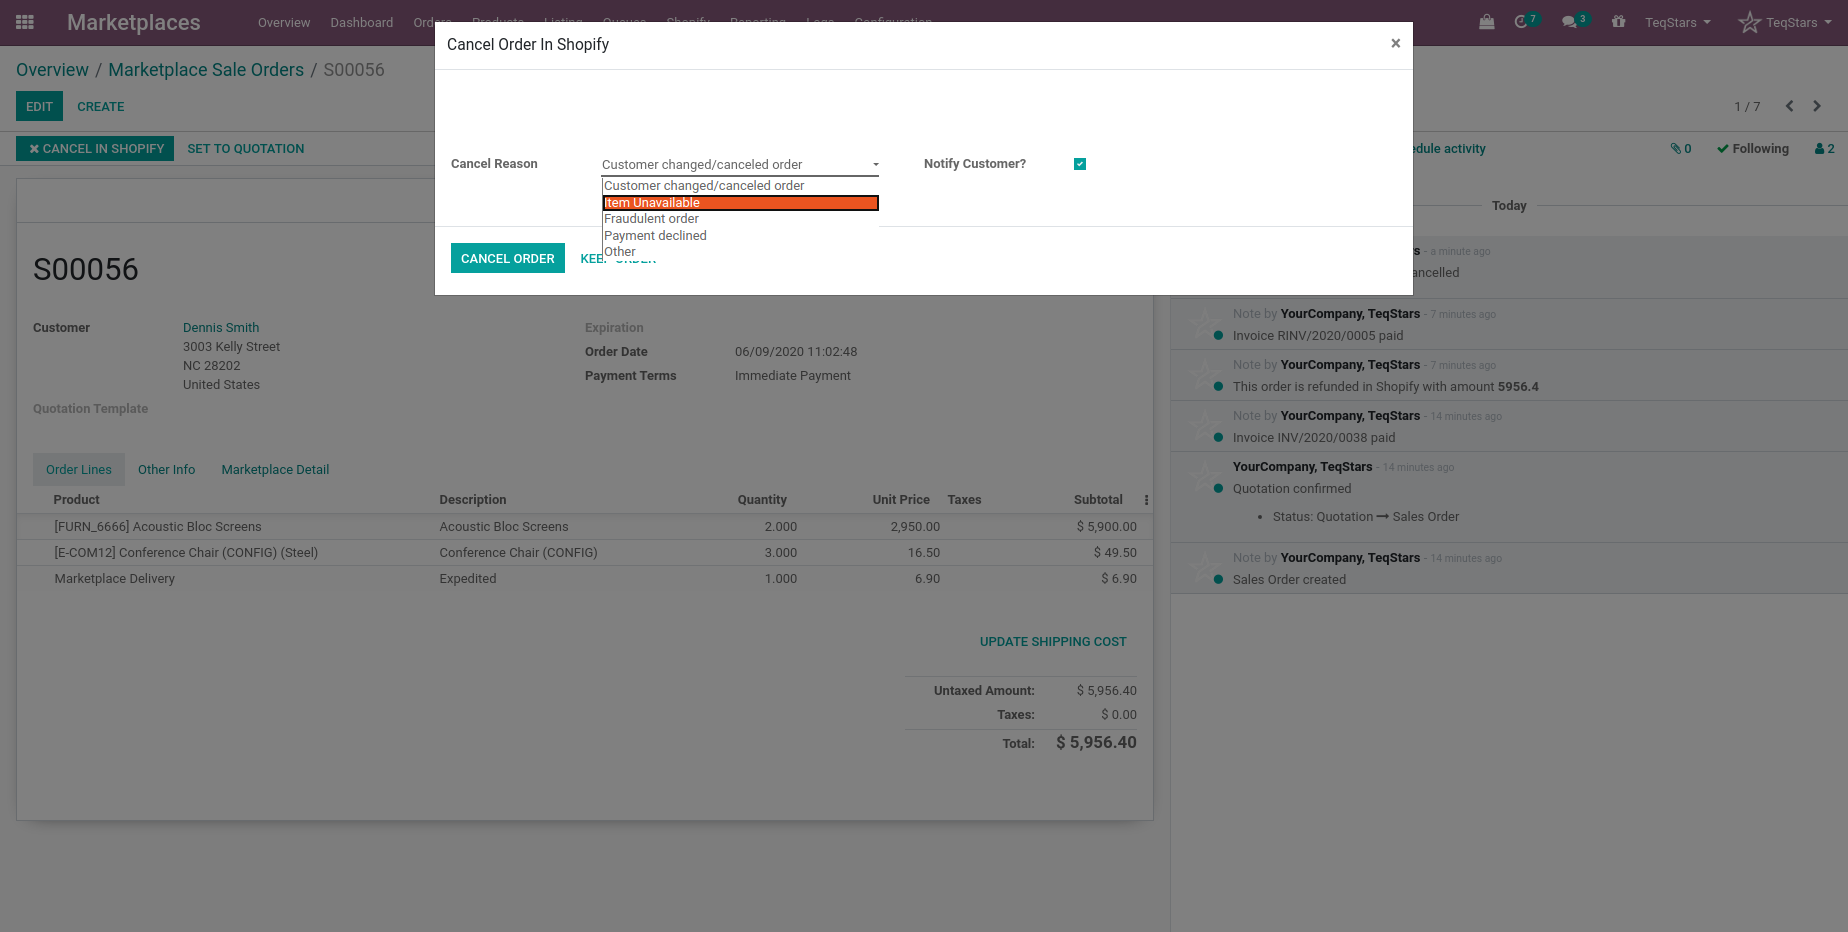 Marketplaces
Overview Dashboard Orders Products Listing Queues Shopify Reporting Logs Configuration
7 3 TeqStars TeqStars
Cancel Order In Shopify ×
Overview / Marketplace Sale Orders / S00056
EDIT CREATE
1 / 7
CANCEL IN SHOPIFY SET TO QUOTATION
edule activity 0 Following 2
Cancel Reason Customer changed/canceled order Notify Customer?
Customer changed/canceled order
Item Unavailable
Fraudulent order
Payment declined
Other
CANCEL ORDER KEEP ORDER
Today
S00056
Customer Dennis Smith
3003 Kelly Street
NC 28202
United States
Quotation Template
Expiration
Order Date 06/09/2020 11:02:48
Payment Terms Immediate Payment
Order Lines Other Info Marketplace Detail
Product Description Quantity Unit Price Taxes Subtotal
[FURN_6666] Acoustic Bloc Screens Acoustic Bloc Screens 2.000 2,950.00 $ 5,900.00
[E-COM12] Conference Chair (CONFIG) (Steel) Conference Chair (CONFIG) 3.000 16.50 $ 49.50
Marketplace Delivery Expedited 1.000 6.90 $ 6.90
UPDATE SHIPPING COST
Untaxed Amount: $ 5,956.40
Taxes: $ 0.00
Total: $ 5,956.40
s - a minute ago
ancelled
Note by YourCompany, TeqStars - 7 minutes ago
Invoice RINV/2020/0005 paid
Note by YourCompany, TeqStars - 7 minutes ago
This order is refunded in Shopify with amount 5956.4
Note by YourCompany, TeqStars - 14 minutes ago
Invoice INV/2020/0038 paid
YourCompany, TeqStars - 14 minutes ago
Quotation confirmed
• Status: Quotation → Sales Order
Note by YourCompany, TeqStars - 14 minutes ago
Sales Order created